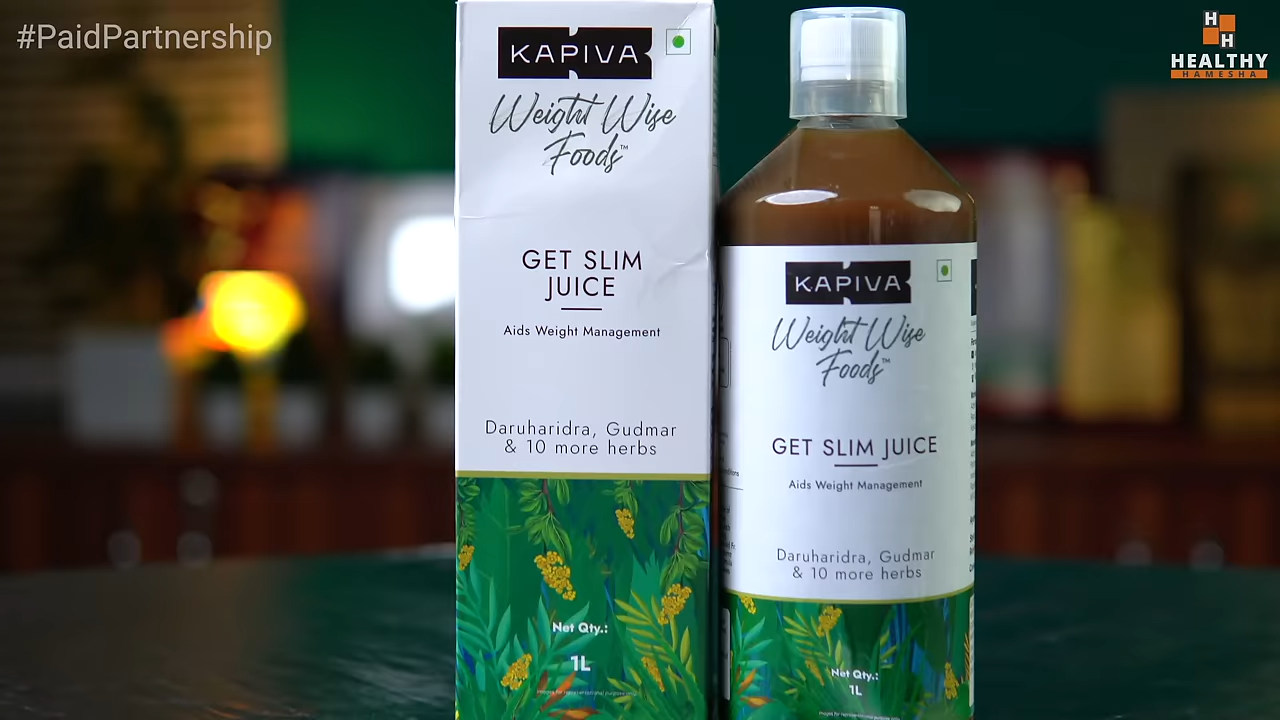 #PaidPartnership
H
H
HEALTHY
HAMESHA
KAPIVA
Weight Wise
Foods™
GET SLIM
JUICE
Aids Weight Management
Daruharidra, Gudmar
& 10 more herbs
Net Qty.:
1L
KAPIVA
Weight Wise
Foods™
GET SLIM JUICE
Aids Weight Management
Daruharidra, Gudmar
& 10 more herbs
Net Qty.:
1L